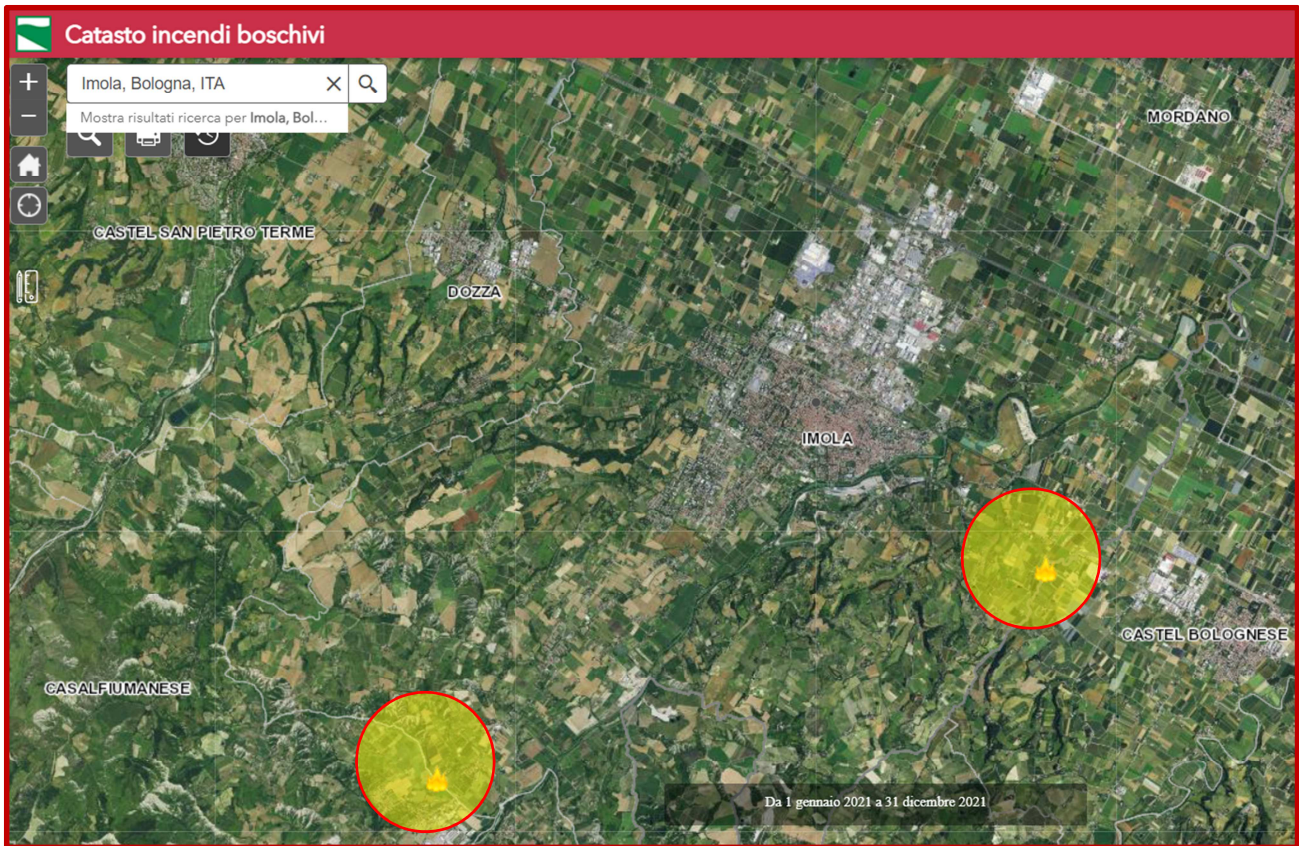 Catasto incendi boschivi
Imola, Bologna, ITA
Mostra risultati ricerca per Imola, Bol...
MORDANO
CASTEL SAN PIETRO TERME
DOZZA
IMOLA
CASTEL BOLOGNESE
CASALFIUMANESE
Da 1 gennaio 2021 a 31 dicembre 2021